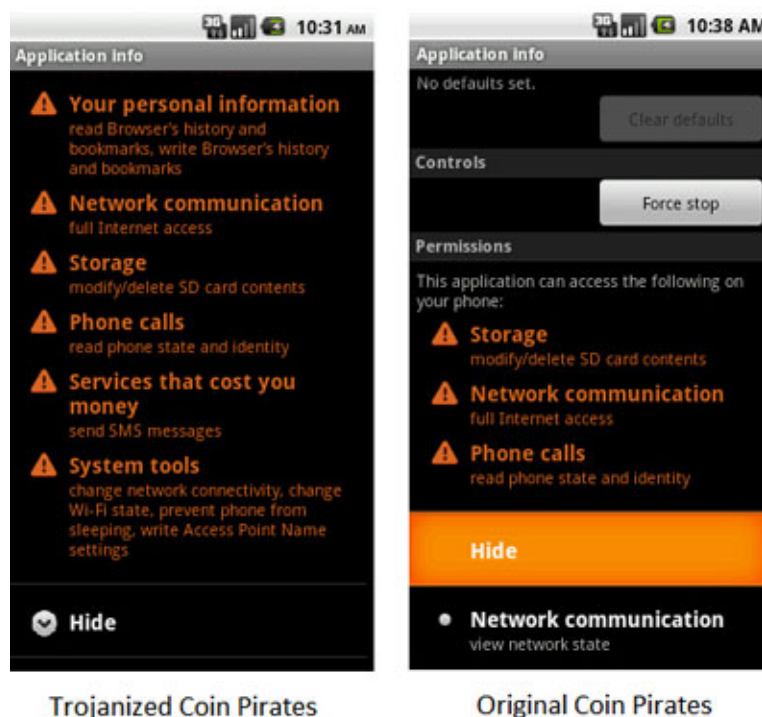 3G
10:31 AM
Application info
Your personal information
read Browser's history and
bookmarks, write Browser's history
and bookmarks
Network communication
full Internet access
Storage
modify/delete SD card contents
Phone calls
read phone state and identity
Services that cost you
money
send SMS messages
System tools
change network connectivity, change
Wi-Fi state, prevent phone from
sleeping, write Access Point Name
settings
Hide
Trojanized Coin Pirates
3G
10:38 AM
Application info
No defaults set.
Clear defaults
Controls
Force stop
Permissions
This application can access the following on
your phone:
Storage
modify/delete SD card contents
Network communication
full Internet access
Phone calls
read phone state and identity
Hide
Network communication
view network state
Original Coin Pirates